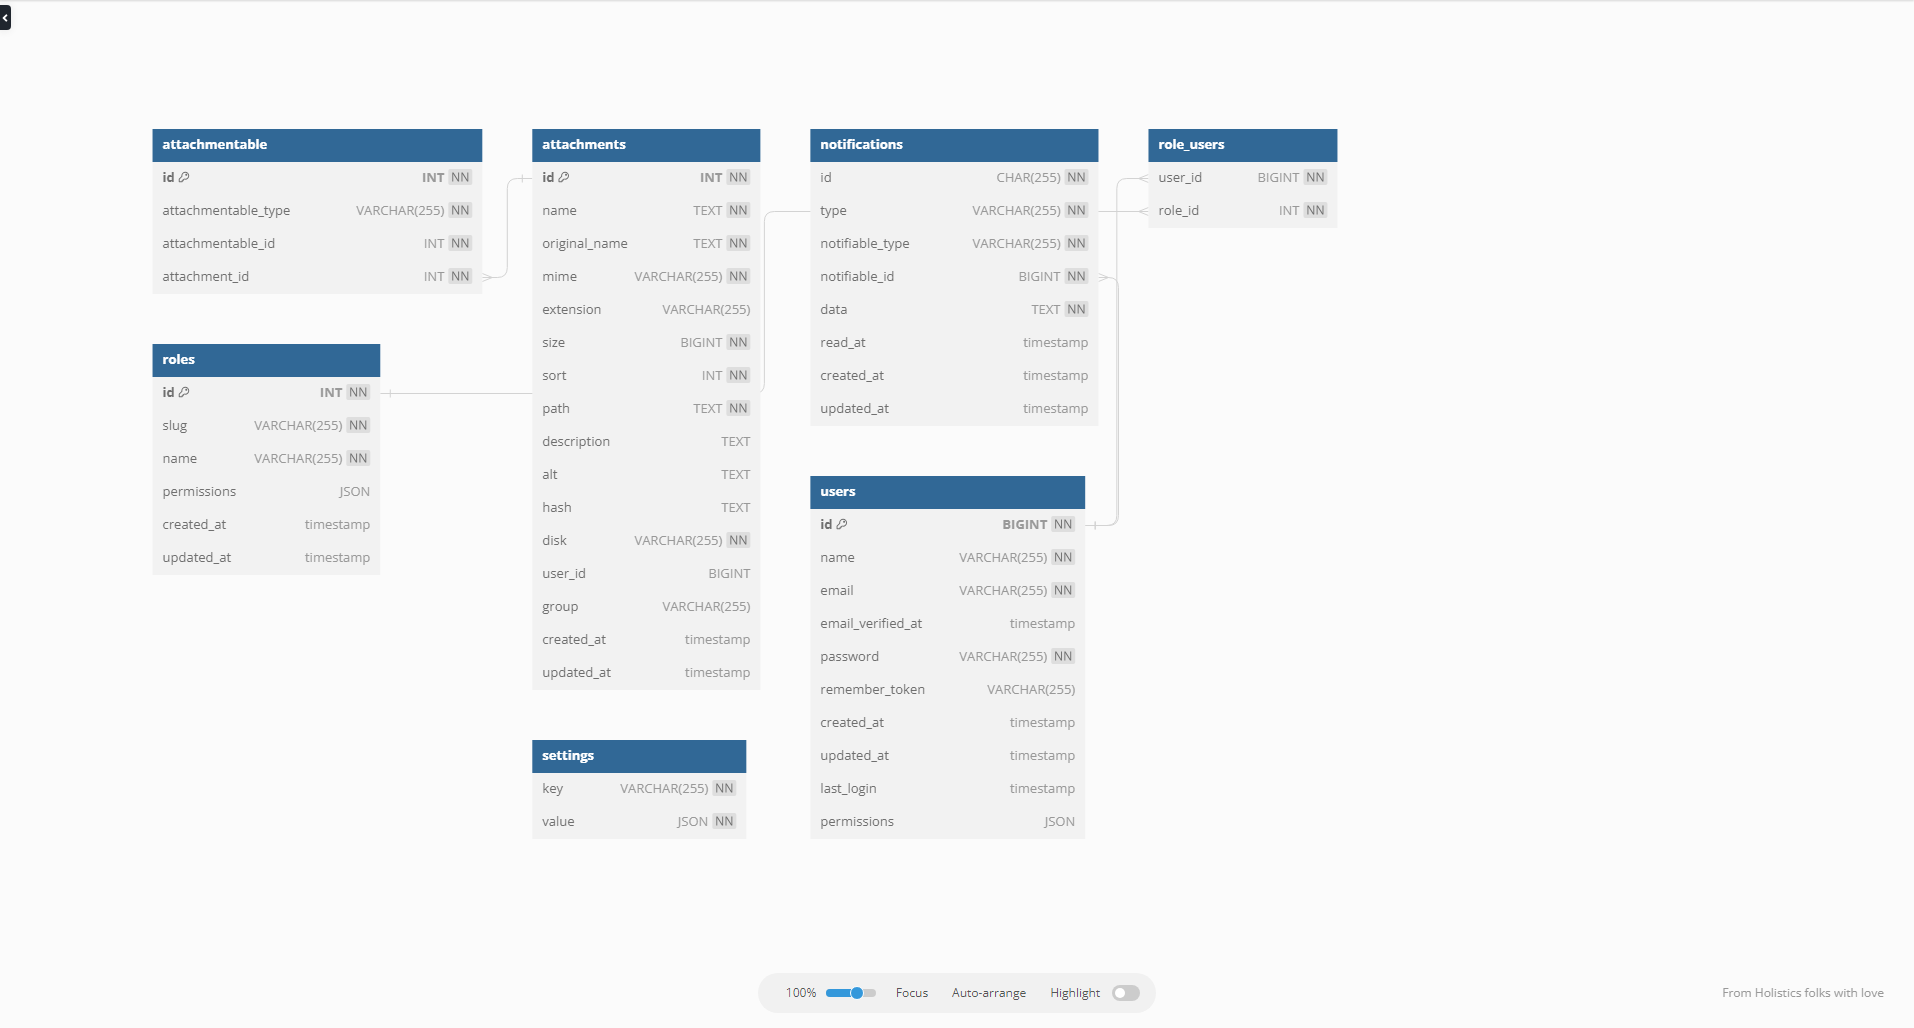 attachmentable
id INT NN
attachmentable_type VARCHAR(255) NN
attachmentable_id INT NN
attachment_id INT NN
roles
id INT NN
slug VARCHAR(255) NN
name VARCHAR(255) NN
permissions JSON
created_at timestamp
updated_at timestamp
attachments
id INT NN
name TEXT NN
original_name TEXT NN
mime VARCHAR(255) NN
extension VARCHAR(255)
size BIGINT NN
sort INT NN
path TEXT NN
description TEXT
alt TEXT
hash TEXT
disk VARCHAR(255) NN
user_id BIGINT
group VARCHAR(255)
created_at timestamp
updated_at timestamp
settings
key VARCHAR(255) NN
value JSON NN
notifications
id CHAR(255) NN
type VARCHAR(255) NN
notifiable_type VARCHAR(255) NN
notifiable_id BIGINT NN
data TEXT NN
read_at timestamp
created_at timestamp
updated_at timestamp
users
id BIGINT NN
name VARCHAR(255) NN
email VARCHAR(255) NN
email_verified_at timestamp
password VARCHAR(255) NN
remember_token VARCHAR(255)
created_at timestamp
updated_at timestamp
last_login timestamp
permissions JSON
role_users
user_id BIGINT NN
role_id INT NN
100% Focus Auto-arrange Highlight
From Holistics folks with love